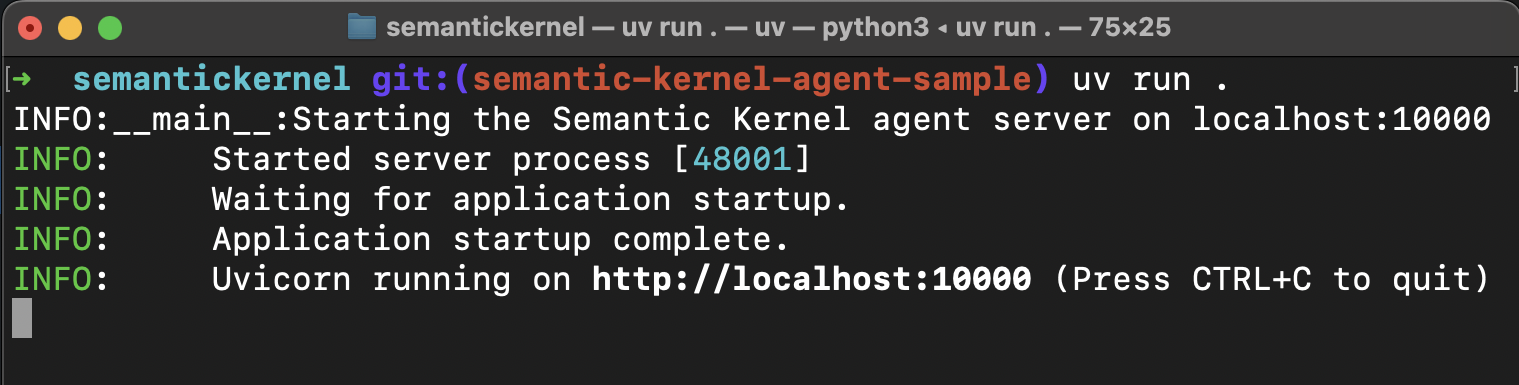 semantickernel — uv run . — uv — python3 ◂ uv run . — 75×25
[➜  semantickernel git:(semantic-kernel-agent-sample) uv run . ]
INFO:__main__:Starting the Semantic Kernel agent server on localhost:10000
INFO:     Started server process [48001]
INFO:     Waiting for application startup.
INFO:     Application startup complete.
INFO:     Uvicorn running on http://localhost:10000 (Press CTRL+C to quit)